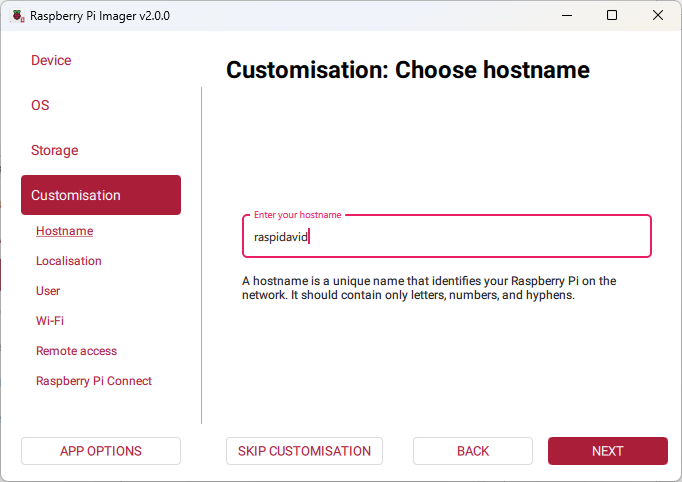 Raspberry Pi Imager v2.0.0
Device
OS
Storage
Customisation
Hostname
Localisation
User
Wi-Fi
Remote access
Raspberry Pi Connect
APP OPTIONS
Customisation: Choose hostname
Enter your hostname
raspidavid
A hostname is a unique name that identifies your Raspberry Pi on the
network. It should contain only letters, numbers, and hyphens.
SKIP CUSTOMISATION
BACK
NEXT